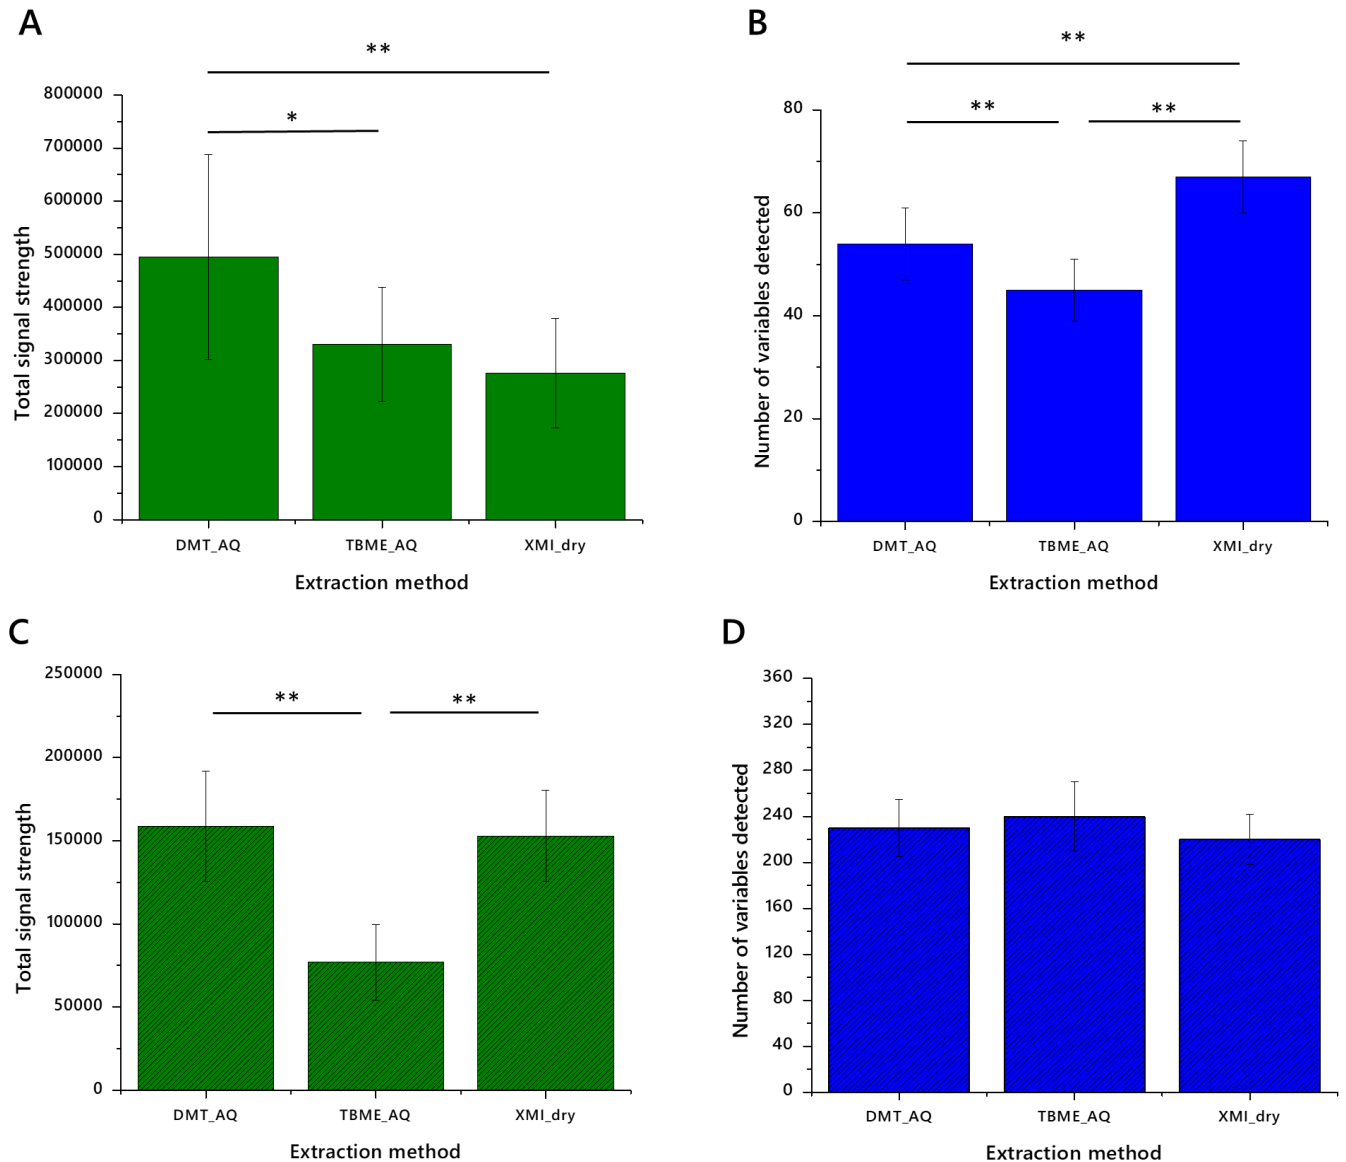 A
**
*
800000
700000
600000
500000
400000
300000
200000
100000
0
Total signal strength
DMT_AQ
TBME_AQ
XMI_dry
Extraction method
B
**
**
**
80
60
40
20
0
Number of variables detected
DMT_AQ
TBME_AQ
XMI_dry
Extraction method
C
**
**
250000
200000
150000
100000
50000
0
Total signal strength
DMT_AQ
TBME_AQ
XMI_dry
Extraction method
D
360
320
280
240
200
160
120
80
40
0
Number of variables detected
DMT_AQ
TBME_AQ
XMI_dry
Extraction method